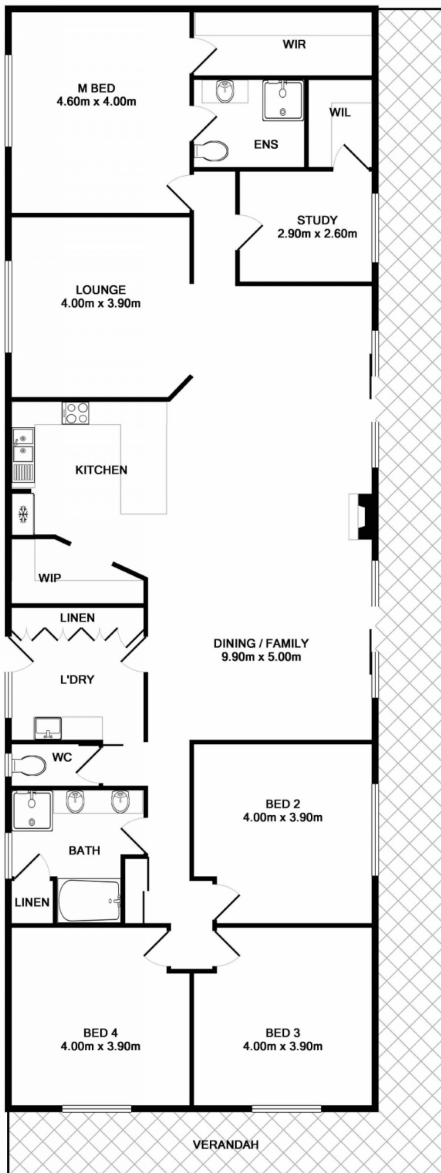 WIR
M BED
4.60m x 4.00m
WIL
ENS
STUDY
2.90m x 2.60m
LOUNGE
4.00m x 3.90m
KITCHEN
WIP
LINEN
DINING / FAMILY
9.90m x 5.00m
L'DRY
WC
BED 2
4.00m x 3.90m
BATH
LINEN
BED 4
4.00m x 3.90m
BED 3
4.00m x 3.90m
VERANDAH